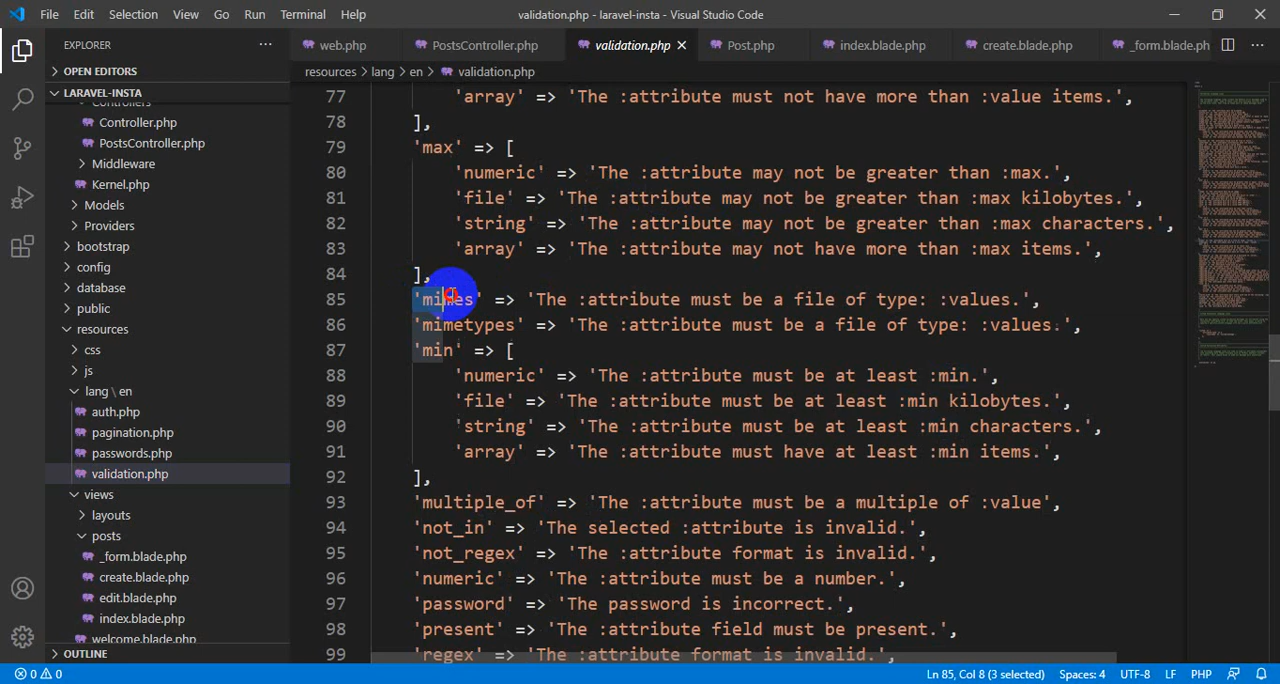 File Edit Selection View Go Run Terminal Help validation.php - laravel-insta - Visual Studio Code
EXPLORER
OPEN EDITORS
LARAVEL-INSTA
Controllers
Controller.php
PostsController.php
Middleware
Kernel.php
Models
Providers
bootstrap
config
database
public
resources
css
js
lang \ en
auth.php
pagination.php
passwords.php
validation.php
views
layouts
posts
_form.blade.php
create.blade.php
edit.blade.php
index.blade.php
welcome.blade.php
OUTLINE
web.php PostsController.php validation.php Post.php index.blade.php create.blade.php _form.blade.ph
resources > lang > en > validation.php
77 'array' => 'The :attribute must not have more than :value items.',
78 ],
79 'max' => [
80 'numeric' => 'The :attribute may not be greater than :max.',
81 'file' => 'The :attribute may not be greater than :max kilobytes.',
82 'string' => 'The :attribute may not be greater than :max characters.',
83 'array' => 'The :attribute may not have more than :max items.',
84 ],
85 'mimes' => 'The :attribute must be a file of type: :values.',
86 'mimetypes' => 'The :attribute must be a file of type: :values.',
87 'min' => [
88 'numeric' => 'The :attribute must be at least :min.',
89 'file' => 'The :attribute must be at least :min kilobytes.',
90 'string' => 'The :attribute must be at least :min characters.',
91 'array' => 'The :attribute must have at least :min items.',
92 ],
93 'multiple_of' => 'The :attribute must be a multiple of :value',
94 'not_in' => 'The selected :attribute is invalid.',
95 'not_regex' => 'The :attribute format is invalid.',
96 'numeric' => 'The :attribute must be a number.',
97 'password' => 'The password is incorrect.',
98 'present' => 'The :attribute field must be present.',
99 'regex' => 'The :attribute format is invalid.',
0 0 Ln 85, Col 8 (3 selected) Spaces: 4 UTF-8 LF PHP